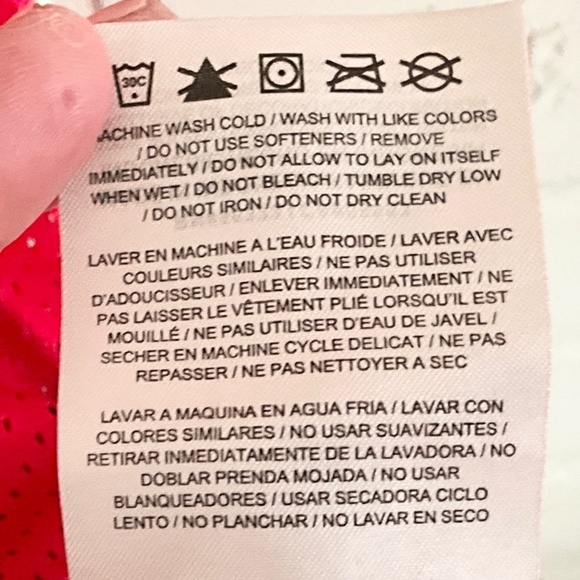 30C
MACHINE WASH COLD / WASH WITH LIKE COLORS
/ DO NOT USE SOFTENERS / REMOVE
IMMEDIATELY / DO NOT ALLOW TO LAY ON ITSELF
WHEN WET / DO NOT BLEACH / TUMBLE DRY LOW
/ DO NOT IRON / DO NOT DRY CLEAN
LAVER EN MACHINE A L'EAU FROIDE / LAVER AVEC
COULEURS SIMILAIRES / NE PAS UTILISER
D'ADOUCISSEUR / ENLEVER IMMEDIATEMENT / NE
PAS LAISSER LE VÊTEMENT PLIÉ LORSQU'IL EST
MOUILLÉ / NE PAS UTILISER D'EAU DE JAVEL /
SECHER EN MACHINE CYCLE DELICAT / NE PAS
REPASSER / NE PAS NETTOYER A SEC
LAVAR A MAQUINA EN AGUA FRIA / LAVAR CON
COLORES SIMILARES / NO USAR SUAVIZANTES /
RETIRAR INMEDIATAMENTE DE LA LAVADORA / NO
DOBLAR PRENDA MOJADA / NO USAR
BLANQUEADORES / USAR SECADORA CICLO
LENTO / NO PLANCHAR / NO LAVAR EN SECO